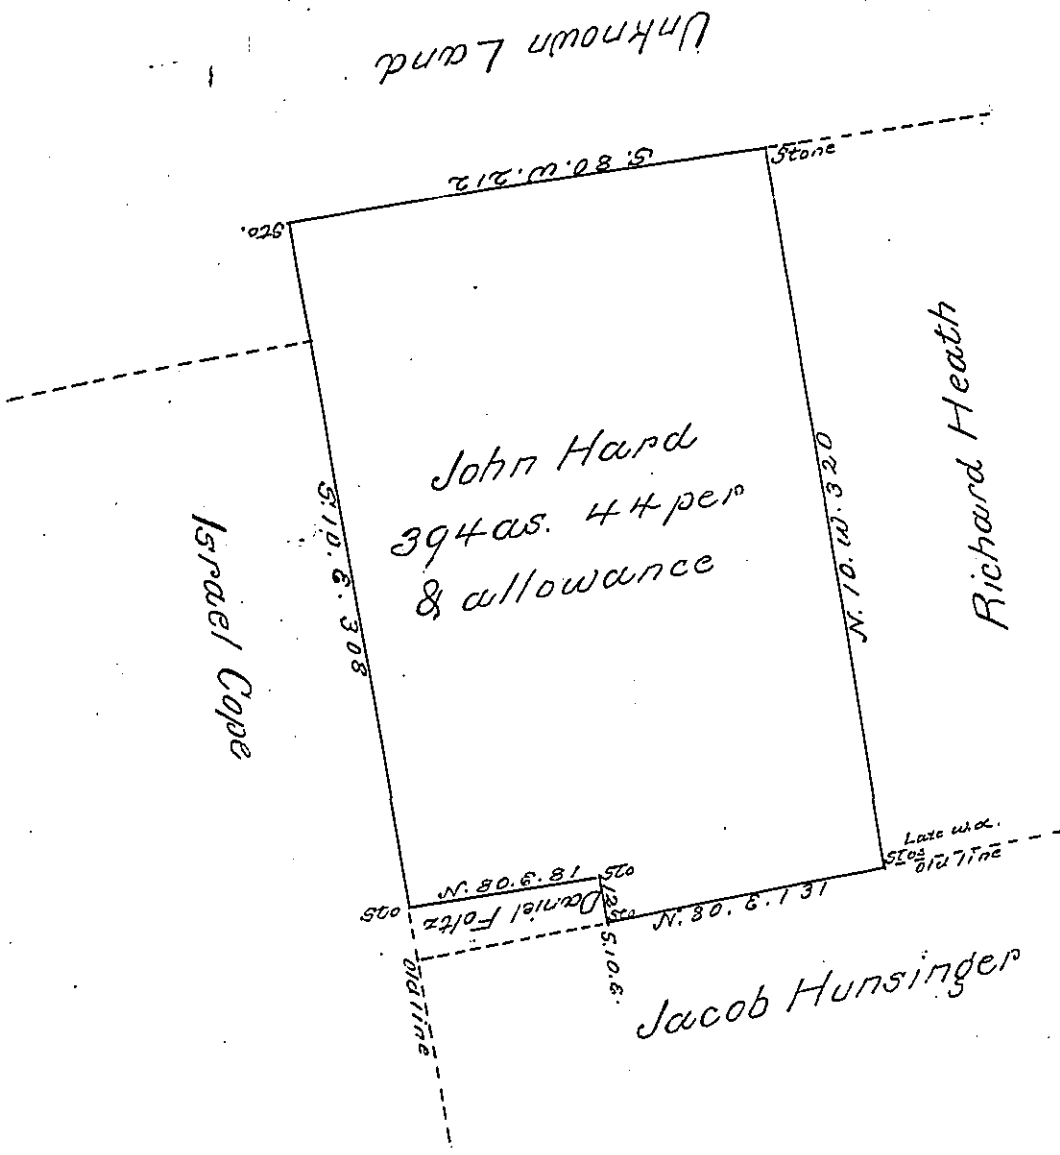 Unknown Land
S. 80. W. 212
Stone
Sto.
Richard Heath
John Hard
394 as. 44 per
& allowance
N. 10. W. 320
S. 10. E. 308
Israel Cope
Late
Stos
Old line
N. 80. E. 81
Sto
Sto
Daniel Foltz
12
Sto
N. 80. E. 131
S. 10. E.
Old line
Jacob Hunsinger